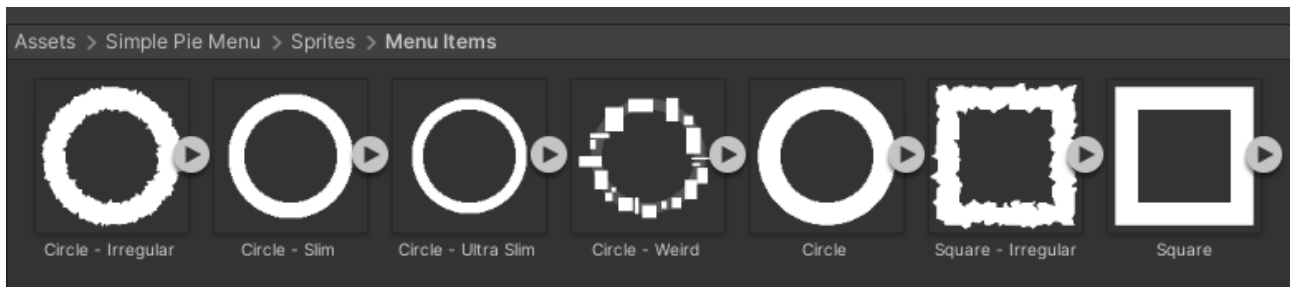 Assets > Simple Pie Menu > Sprites > Menu Items
Circle - Irregular
Circle - Slim
Circle - Ultra Slim
Circle - Weird
Circle
Square - Irregular
Square